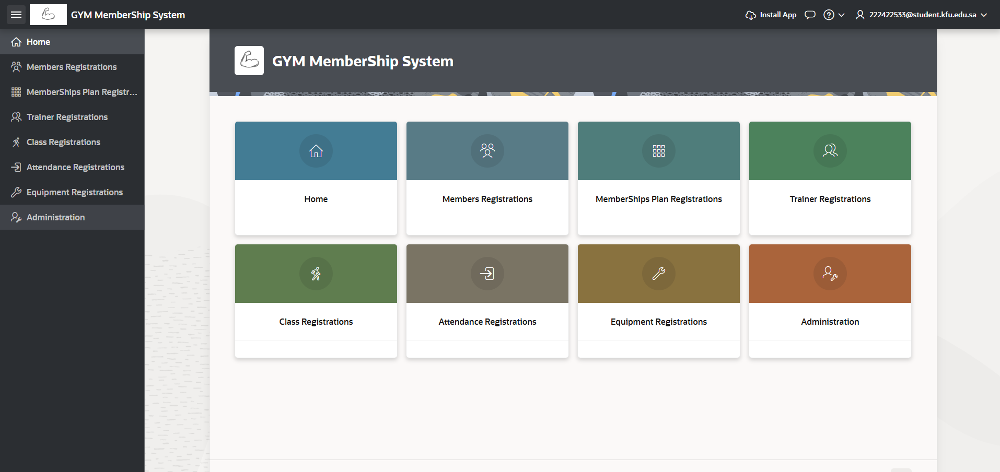 GYM MemberShip System
Install App
222422533@student.kfu.edu.sa
Home
Members Registrations
MemberShips Plan Registr...
Trainer Registrations
Class Registrations
Attendance Registrations
Equipment Registrations
Administration
GYM MemberShip System
Home
Members Registrations
MemberShips Plan Registrations
Trainer Registrations
Class Registrations
Attendance Registrations
Equipment Registrations
Administration